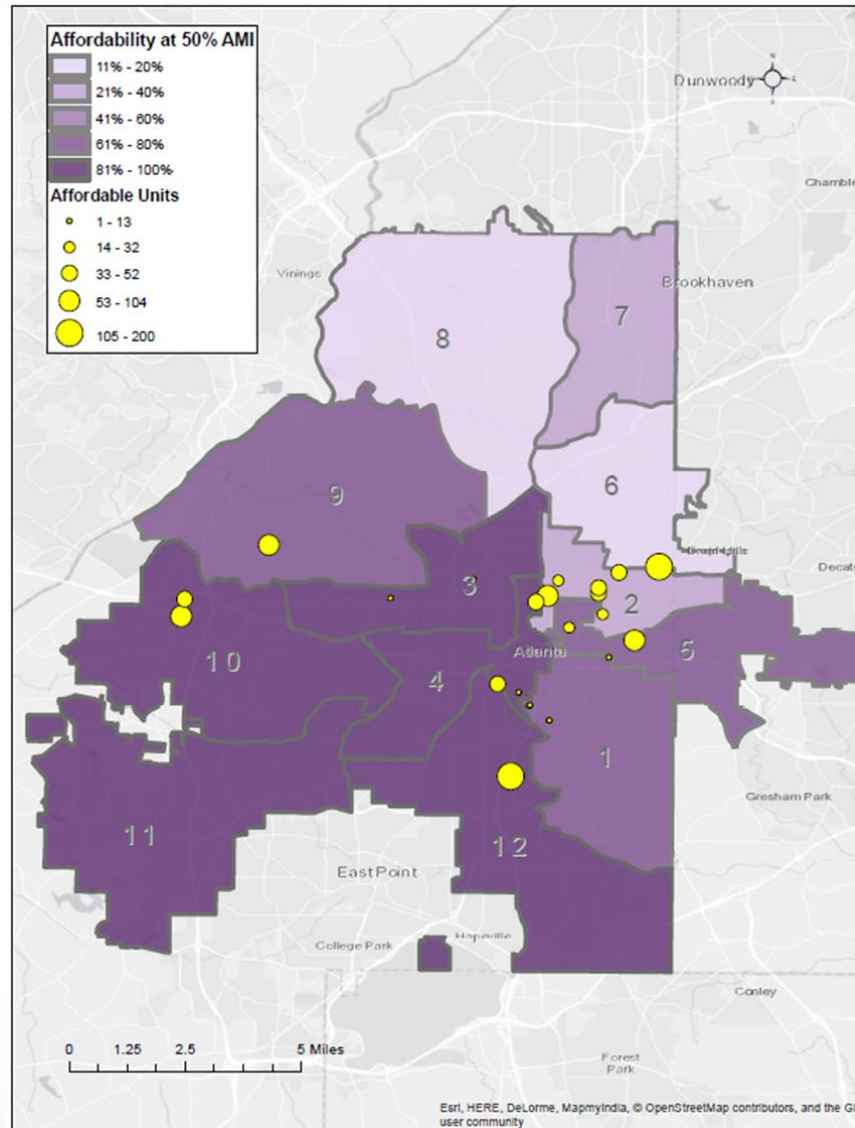 Affordability at 50% AMI
11% - 20%
21% - 40%
41% - 60%
61% - 80%
81% - 100%
Affordable Units
1 - 13
14 - 32
33 - 52
53 - 104
105 - 200
N
Dunwoody
Vinings
Brookhaven
8
7
9
6
3
2
Atlanta
5
10
4
1
Gresham Park
11
12
East Point
College Park
Hapeville
Conley
Forest
Park
0 1.25 2.5 5 Miles
Esri, HERE, DeLorme, MapmyIndia, © OpenStreetMap contributors, and the
user community